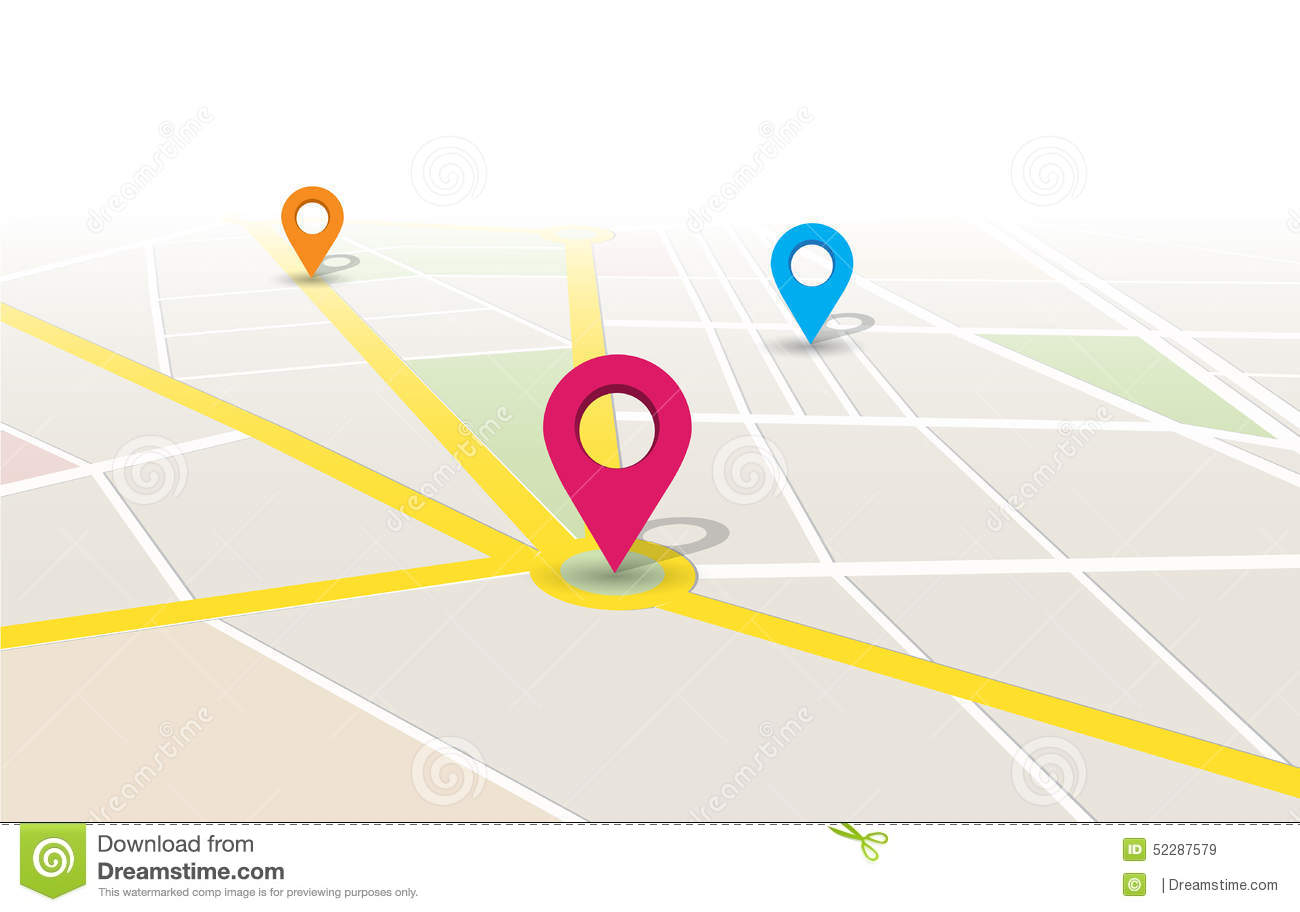 dreamstime
dreamstime
dreamstime
dreamstime
dreamstime
dreamstime
Download from
Dreamstime.com
This watermarked comp image is for previewing purposes only.
ID 52287579
© | Dreamstime.com